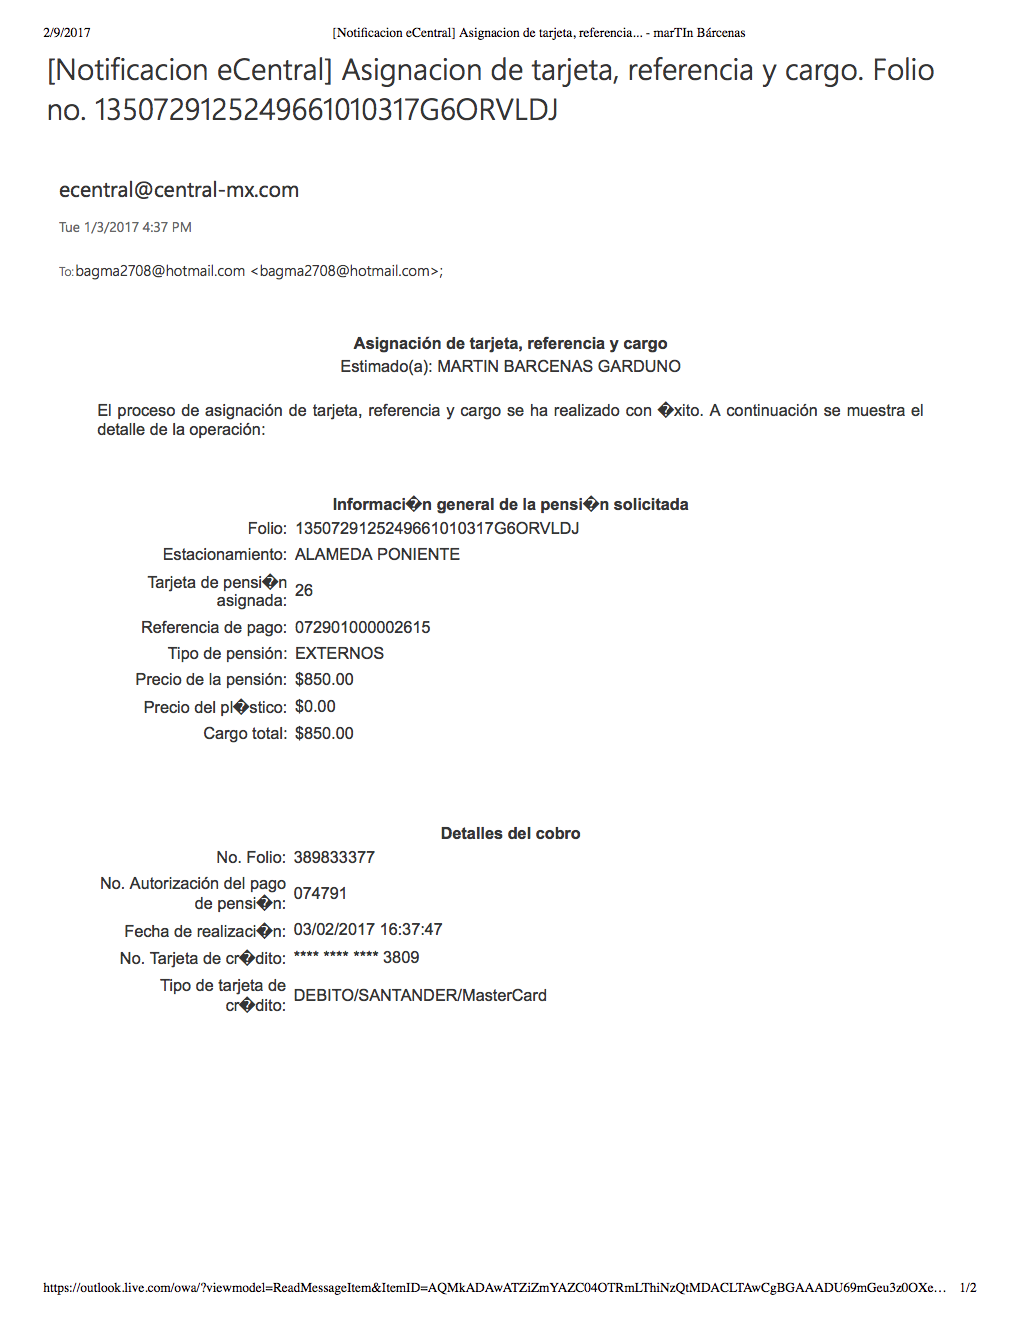 2/9/2017
[Notificacion eCentral] Asignacion de tarjeta, referencia... - marTIn Bárcenas
[Notificacion eCentral] Asignacion de tarjeta, referencia y cargo. Folio
no. 1350729125249661010317G6ORVLDJ
ecentral@central-mx.com
Tue 1/3/2017 4:37 PM
To: bagma2708@hotmail.com <bagma2708@hotmail.com>;
Asignación de tarjeta, referencia y cargo
Estimado(a): MARTIN BARCENAS GARDUNO
El proceso de asignación de tarjeta, referencia y cargo se ha realizado con �xito. A continuación se muestra el
detalle de la operación:
Informaci�n general de la pensi�n solicitada
Folio: 1350729125249661010317G6ORVLDJ
Estacionamiento: ALAMEDA PONIENTE
Tarjeta de pensi�n
asignada: 26
Referencia de pago: 072901000002615
Tipo de pensión: EXTERNOS
Precio de la pensión: $850.00
Precio del pl�stico: $0.00
Cargo total: $850.00
Detalles del cobro
No. Folio: 389833377
No. Autorización del pago
de pensi�n: 074791
Fecha de realizaci�n: 03/02/2017 16:37:47
No. Tarjeta de cr�dito: **** **** **** 3809
Tipo de tarjeta de
cr�dito: DEBITO/SANTANDER/MasterCard
https://outlook.live.com/owa/?viewmodel=ReadMessageItem&ItemID=AQMkADAwATZiZmYAZC04OTRmLThiNzQtMDACLTAwCgBGAAADU69mGeu3z0OXe… 1/2